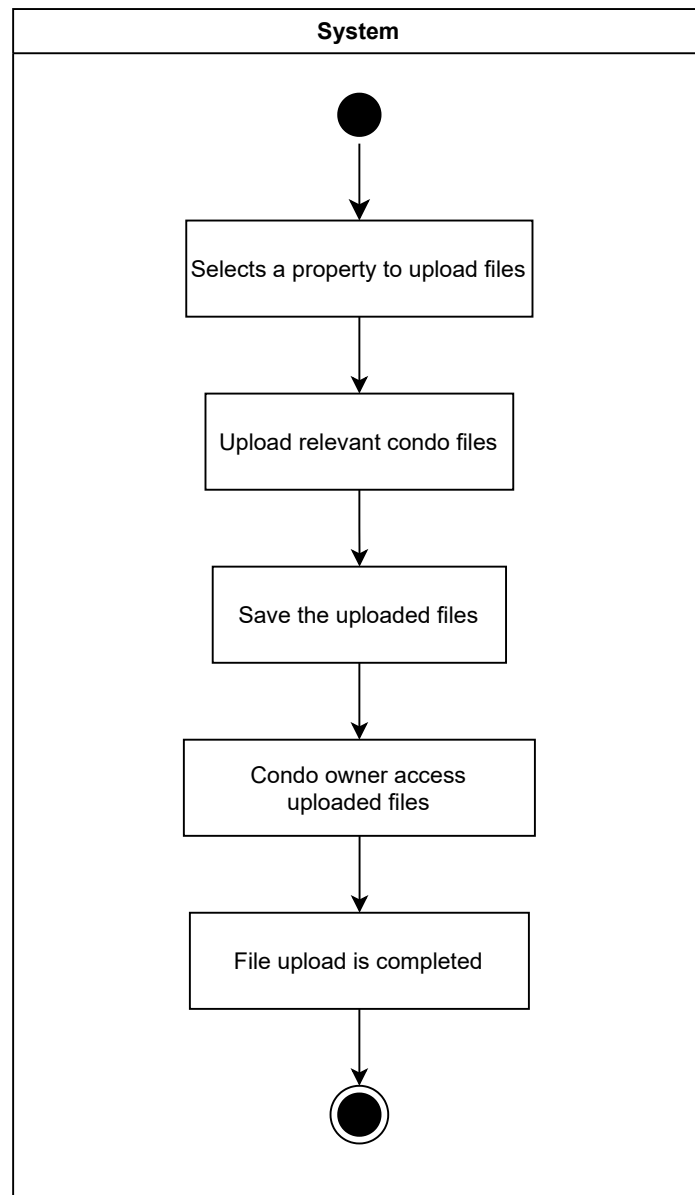 System
Selects a property to upload files
Upload relevant condo files
Save the uploaded files
Condo owner access
uploaded files
File upload is completed